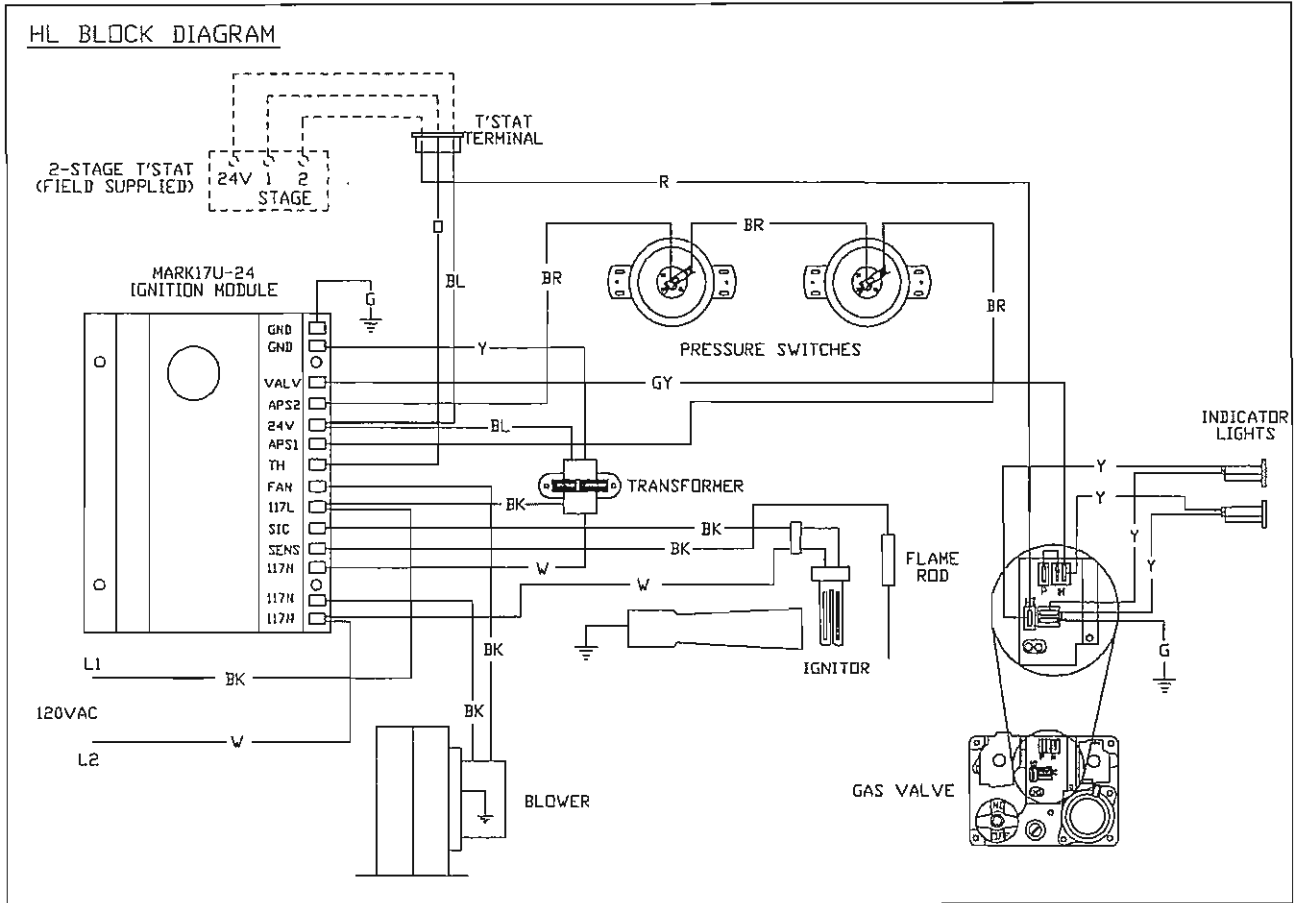 HL BLOCK DIAGRAM
T'STAT
TERMINAL
2-STAGE T'STAT
(FIELD SUPPLIED)
24V 1 2
STAGE
R
O
BL
BR
BR
BR
MARK17U-24
IGNITION MODULE
G
PRESSURE SWITCHES
GND
GND
Y
VALV
GY
APS2
24V
BL
APS1
TH
FAN
TRANSFORMER
117L
BK
SIC
BK
SENS
BK
117N
W
W
117N
117N
INDICATOR
LIGHTS
Y
Y
Y
Y
FLAME
ROD
IGNITOR
P
H
HI
G
L1
BK
BK
BK
120VAC
W
L2
BLOWER
GAS VALVE